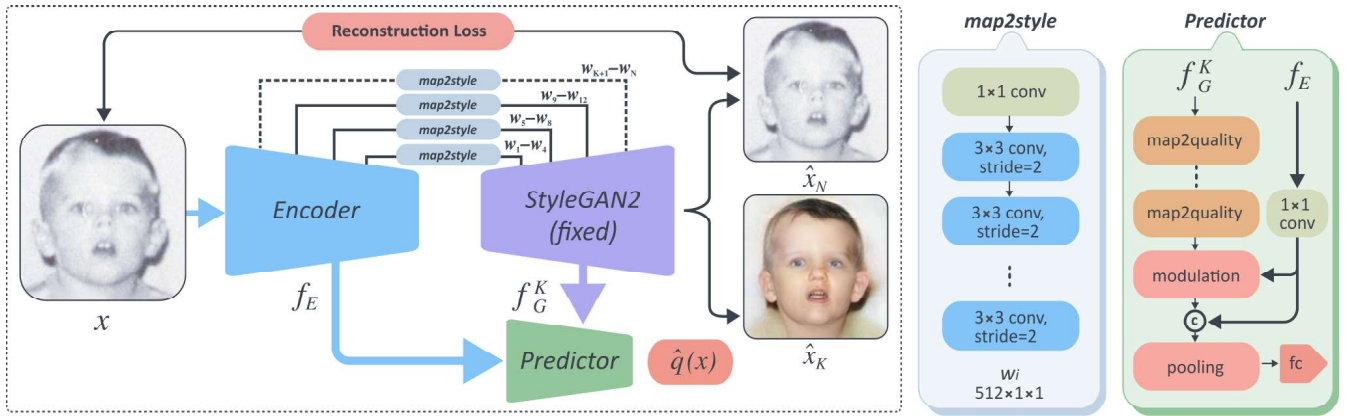 Reconstruction Loss
map2style
w_{K+1}–w_N
map2style
w_9–w_{12}
map2style
w_5–w_8
map2style
w_1–w_4
Encoder
StyleGAN2
(fixed)
x
f_E
f_G^K
Predictor
q̂(x)
x̂_N
x̂_K
map2style
1×1 conv
3×3 conv,
stride=2
3×3 conv,
stride=2
3×3 conv,
stride=2
w_i
512×1×1
Predictor
f_G^K
f_E
map2quality
map2quality
1×1
conv
modulation
c
pooling
fc